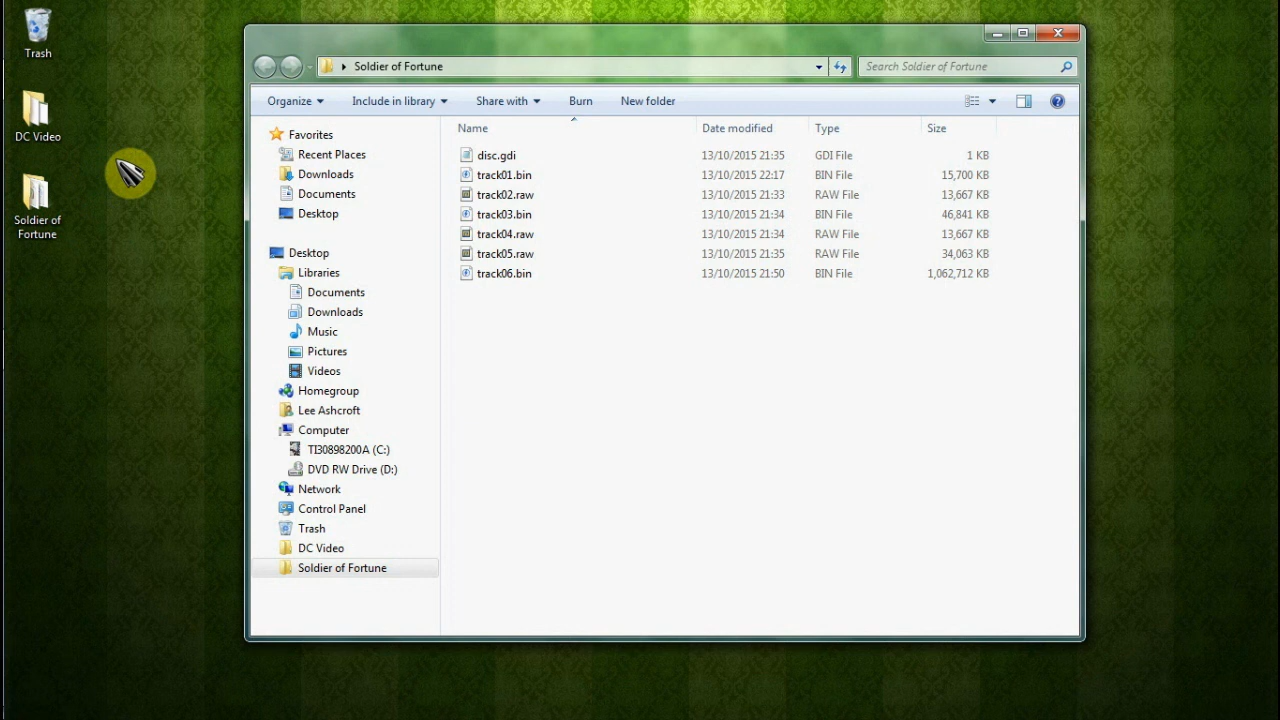 Trash
DC Video
Soldier of
Fortune
Soldier of Fortune
Search Soldier of Fortune
Organize Include in library Share with Burn New folder
Favorites
Recent Places
Downloads
Documents
Desktop
Desktop
Libraries
Documents
Downloads
Music
Pictures
Videos
Homegroup
Lee Ashcroft
Computer
TI30898200A (C:)
DVD RW Drive (D:)
Network
Control Panel
Trash
DC Video
Soldier of Fortune
Name Date modified Type Size
disc.gdi 13/10/2015 21:35 GDI File 1 KB
track01.bin 13/10/2015 22:17 BIN File 15,700 KB
track02.raw 13/10/2015 21:33 RAW File 13,667 KB
track03.bin 13/10/2015 21:34 BIN File 46,841 KB
track04.raw 13/10/2015 21:34 RAW File 13,667 KB
track05.raw 13/10/2015 21:35 RAW File 34,063 KB
track06.bin 13/10/2015 21:50 BIN File 1,062,712 KB